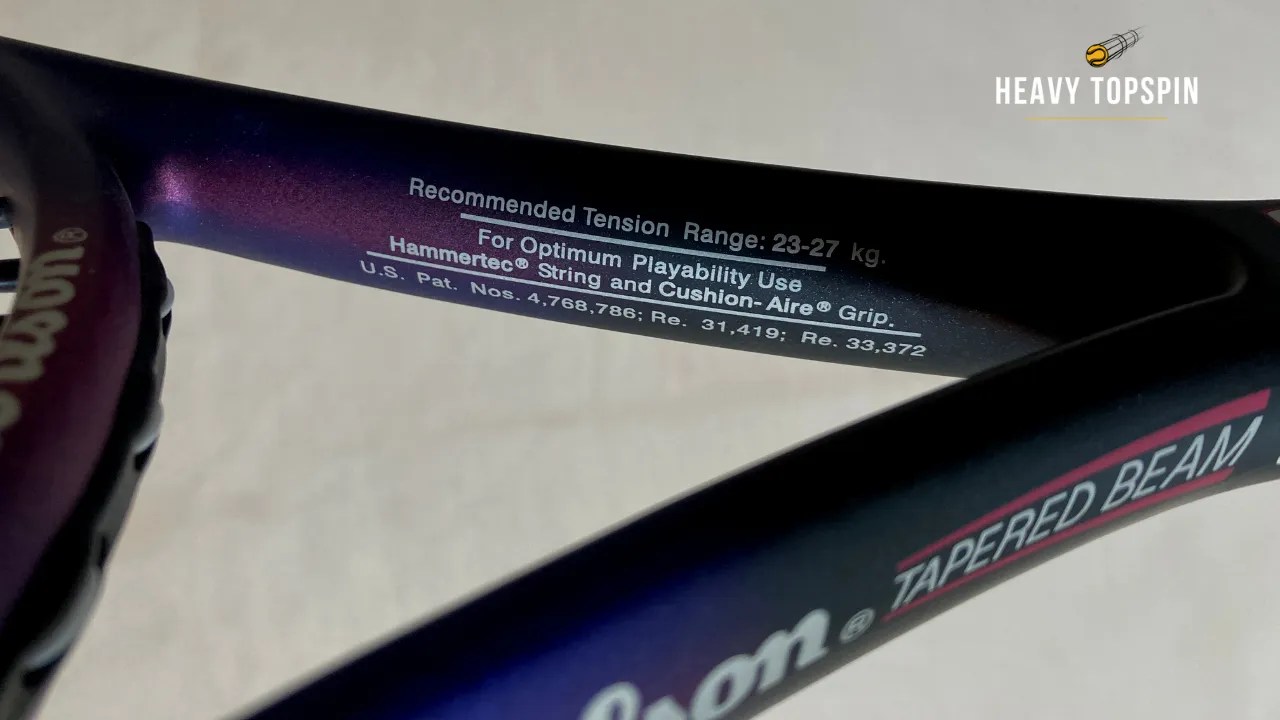 HEAVY TOPSPIN
Recommended Tension Range: 23-27 kg.
For Optimum Playability Use
Hammertec® String and Cushion-Aire® Grip.
U.S. Pat. Nos. 4,768,786; Re. 31,419; Re. 33,372
TAPERED BEAM